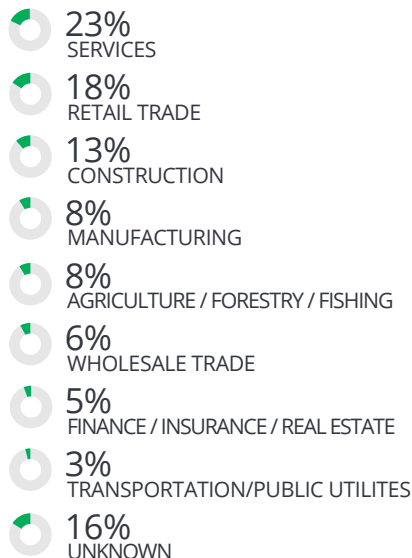 23%
SERVICES
18%
RETAIL TRADE
13%
CONSTRUCTION
8%
MANUFACTURING
8%
AGRICULTURE / FORESTRY / FISHING
6%
WHOLESALE TRADE
5%
FINANCE / INSURANCE / REAL ESTATE
3%
TRANSPORTATION/PUBLIC UTILITES
16%
UNKNOWN